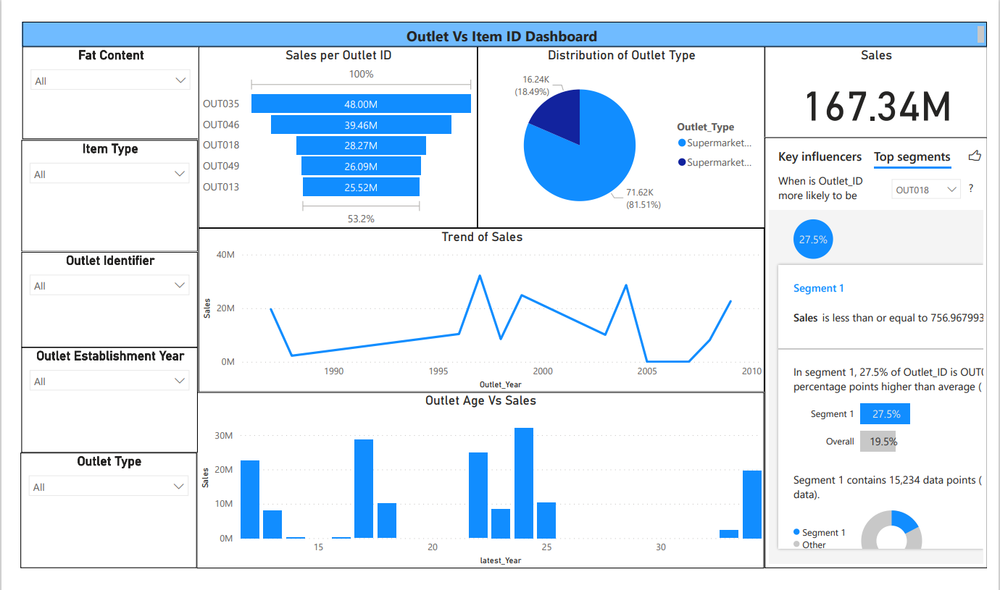 Outlet Vs Item ID Dashboard
Fat Content
All
Item Type
All
Outlet Identifier
All
Outlet Establishment Year
All
Outlet Type
All
Sales per Outlet ID
100%
OUT035 48.00M
OUT046 39.46M
OUT018 28.27M
OUT049 26.09M
OUT013 25.52M
53.2%
Distribution of Outlet Type
16.24K
(18.49%)
71.62K
(81.51%)
Outlet_Type
Supermarket...
Supermarket...
Trend of Sales
40M
20M
0M
Sales
1990 1995 2000 2005 2010
Outlet_Year
Outlet Age Vs Sales
30M
20M
10M
0M
Sales
15 20 25 30
latest_Year
Sales
167.34M
Key influencers Top segments
When is Outlet_ID
more likely to be
OUT018
?
27.5%
Segment 1
Sales is less than or equal to 756.967993
In segment 1, 27.5% of Outlet_ID is OUT0
percentage points higher than average (
Segment 1 27.5%
Overall 19.5%
Segment 1 contains 15,234 data points (
data).
Segment 1
Other